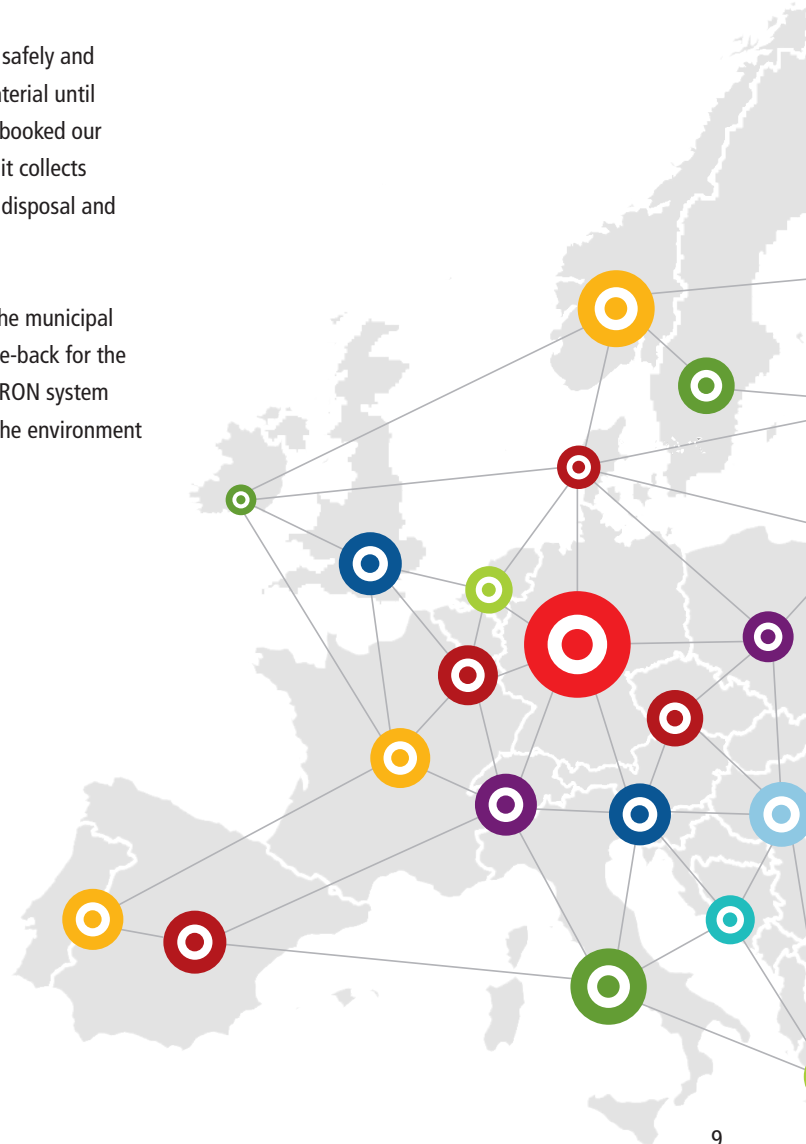 safely and
terial until
booked our
it collects
disposal and
he municipal
e-back for the
RON system
he environment
9